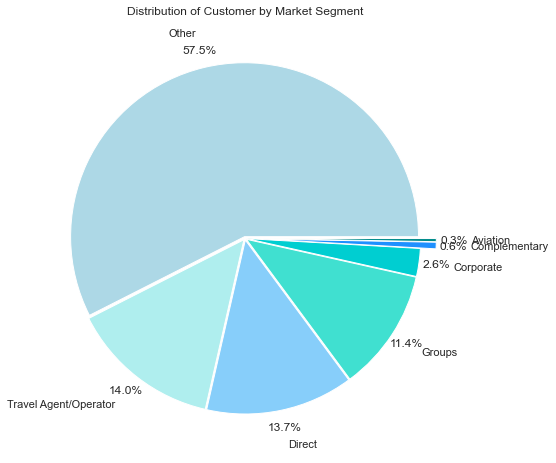 Distribution of Customer by Market Segment
Other
57.5%
0.3% Aviation
0.6% Complementary
2.6%
Corporate
11.4%
Groups
14.0%
Travel Agent/Operator
13.7%
Direct